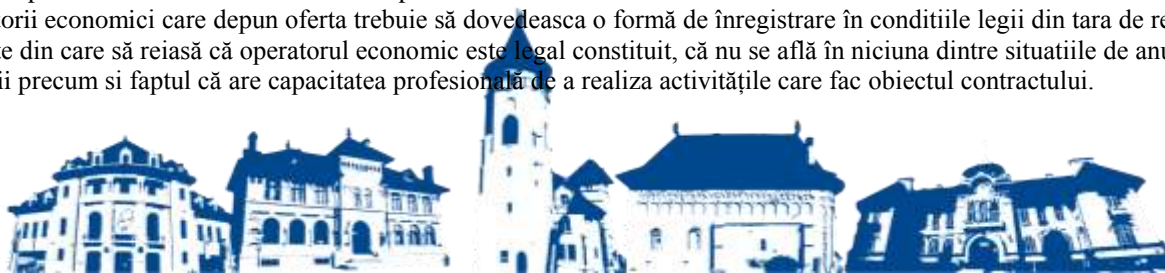 torii economici care depun oferta trebuie să dovedeasca o formă de înregistrare în conditiile legii din tara de re
te din care să reiasă că operatorul economic este legal constituit, că nu se află în niciuna dintre situatiile de anu
ii precum si faptul că are capacitatea profesională de a realiza activitățile care fac obiectul contractului.